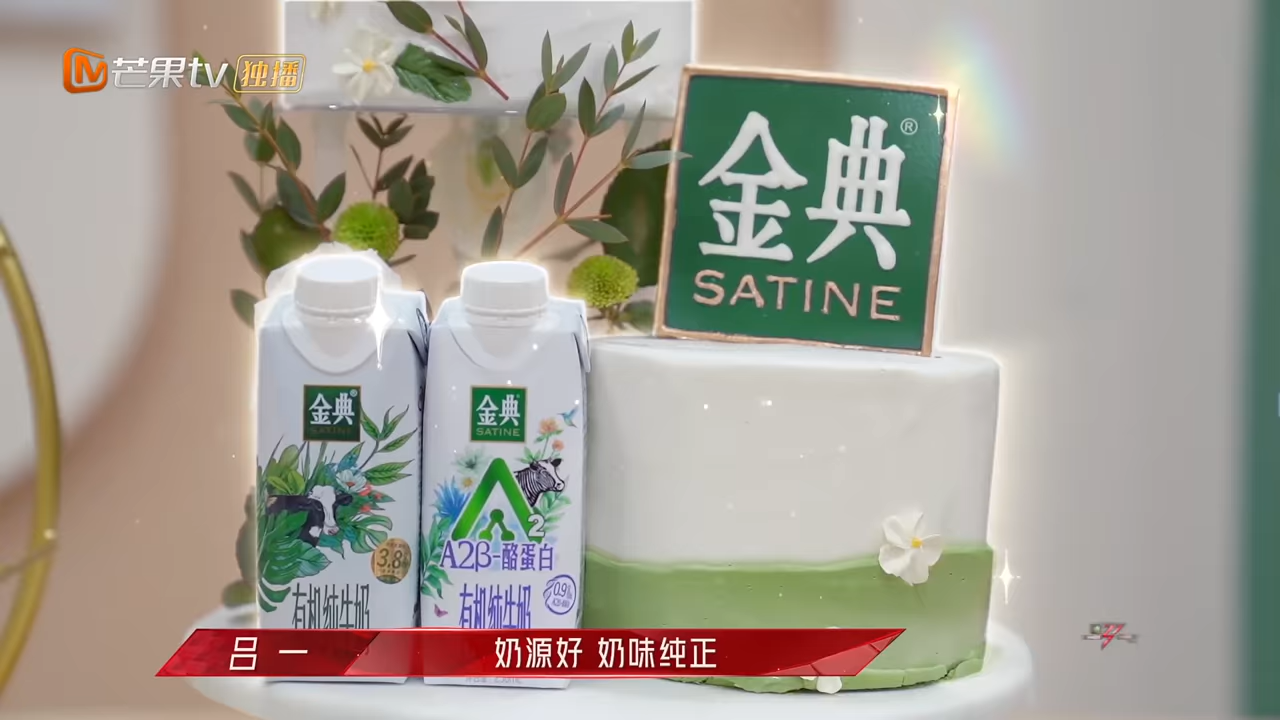 芒果tv 独播
金典®
SATINE
金典®
SATINE
3.8
有机纯牛奶
金典
SATINE
A2
A2β-酪蛋白
有机纯牛奶
0.9
吕一 奶源好 奶味纯正